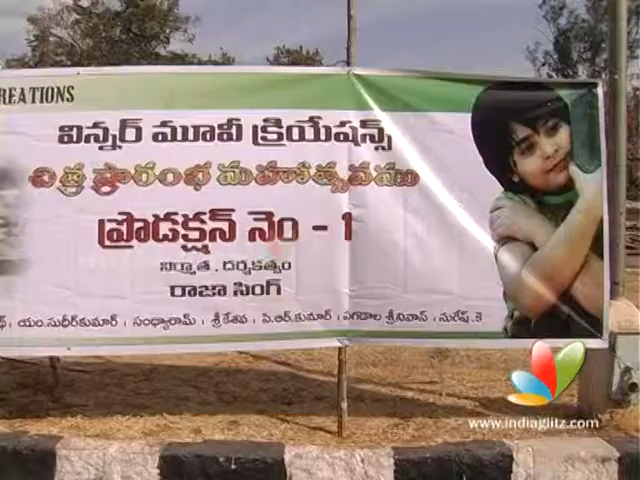 REATIONS
విన్నర్ మూవీ క్రియేషన్స్
చిత్ర ప్రారంభ మహోత్సవము
ప్రొడక్షన్ నెం - 1
నిర్మాత , దర్శకత్వం
రాజా సింగ్
యం.సుధీర్‌కుమార్ , సంధ్యారామ్ , శ్రీకేశవ , పి.ఆర్.కుమార్ , పగడాల శ్రీనివాస్ , సురేష్.కె
www.indiaglitz.com